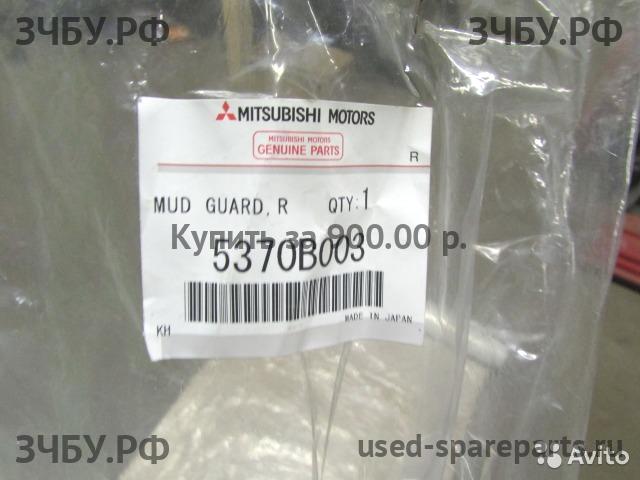 ЗЧБУ.РФ ЗЧБУ.РФ
MITSUBISHI MOTORS
MITSUBISHI MOTORS
GENUINE PARTS
R
MUD GUARD, R QTY:1
Купить за 900.00 р.
5370B003
KH MADE IN JAPAN
ЗЧБУ.РФ used-spareparts.ru
Avito